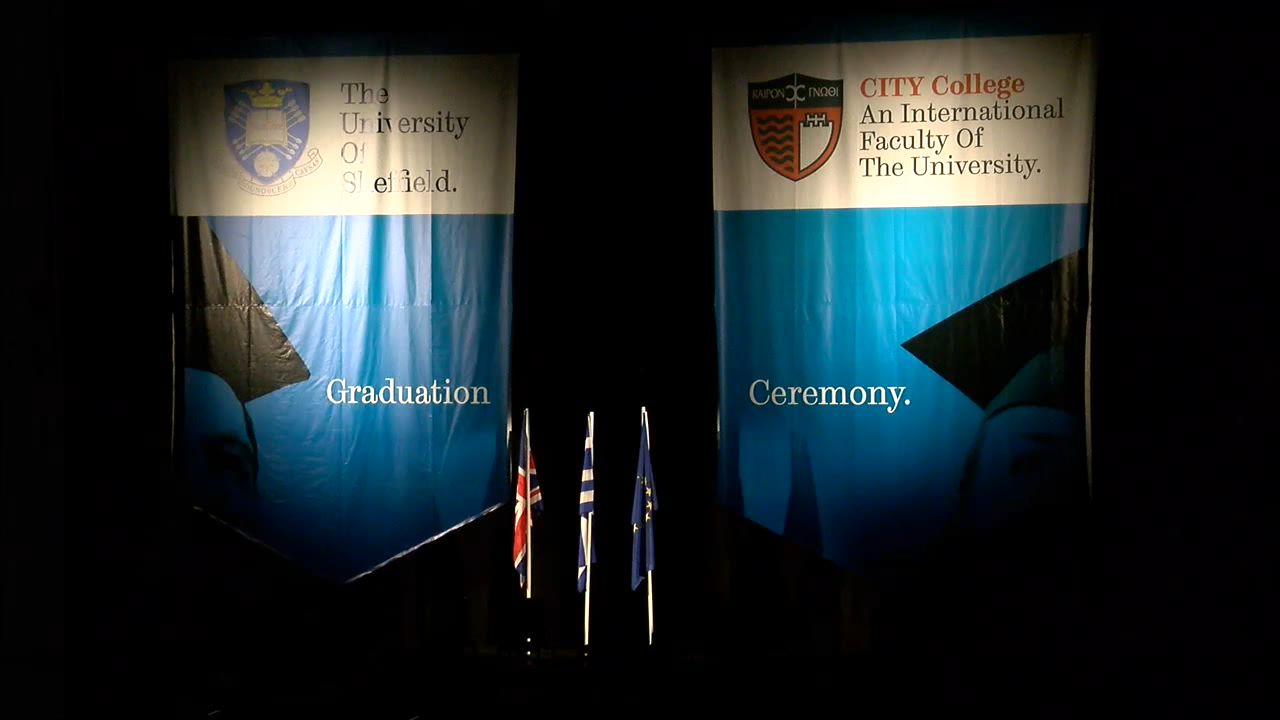 The
University
Of
Sheffield.
Graduation
ΚΑΙΡΟΝ ΓΝΩΘΙ
CITY College
An International
Faculty Of
The University.
Ceremony.